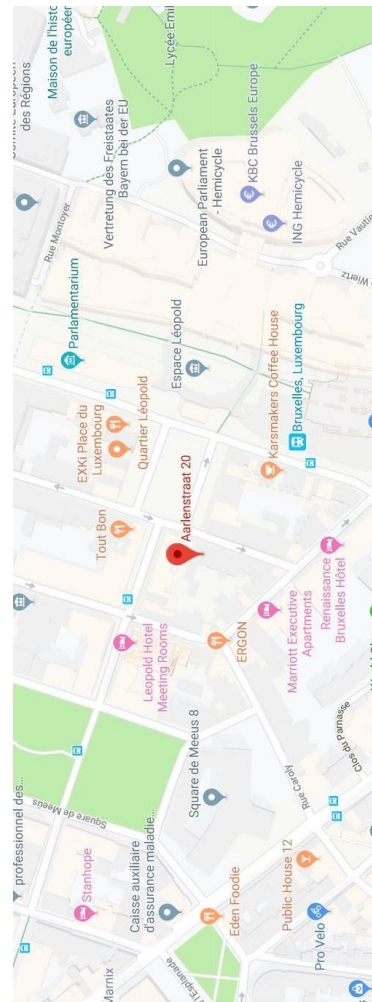 Maison de l'histo
européen
Lycée Emil
des Régions
Vertretung des Freistaates
Bayern bei der EU
European Parliament
- Hemicycle
KBC Brussels Europe
ING Hemicycle
Rue Vautie
Rue Montoyer
Wiertz
Parlamentarium
Espace Léopold
EXKi Place du
Luxembourg
Quartier Léopold
Karsmakers Coffee House
Bruxelles, Luxembourg
Tout Bon
Aarlenstraat 20
Leopold Hotel
Meeting Rooms
ERGON
Marriott Executive
Apartments
Renaissance
Bruxelles Hôtel
Square de Meeus 8
Clos du Parnasse
Rue Caroly
Square de Meeûs
professionnel des...
Stanhope
Caisse auxiliaire
d'assurance maladie...
Eden Foodie
Public House 12
Pro Velo
Marnix
l'Esplanade